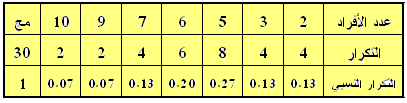 عدد الأفراد 2 3 5 6 7 9 10 مج
التكرار 4 4 8 6 4 2 2 30
التكرار النسبي 0.13 0.13 0.27 0.20 0.13 0.07 0.07 1